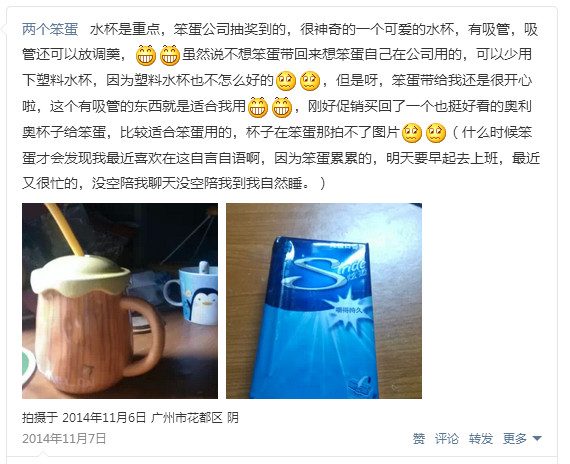 两个笨蛋 水杯是重点，笨蛋公司抽奖到的，很神奇的一个可爱的水杯，有吸管，吸
管还可以放调羹，虽然说不想笨蛋带回来想笨蛋自己在公司用的，可以少用
下塑料水杯，因为塑料水杯也不怎么好的，但是呀，笨蛋带给我还是很开心
啦，这个有吸管的东西就是适合我用，刚好促销买回了一个也挺好看的奥利
奥杯子给笨蛋，比较适合笨蛋用的，杯子在笨蛋那拍不了图片（什么时候笨
蛋才会发现我最近喜欢在这自言自语啊，因为笨蛋累累的，明天要早起去上班，最近
又很忙的，没空陪我聊天没空陪我到我自然睡。）
Stride
炫迈
拍摄于 2014年11月6日 广州市花都区 阴
2014年11月7日 赞 评论 转发 更多